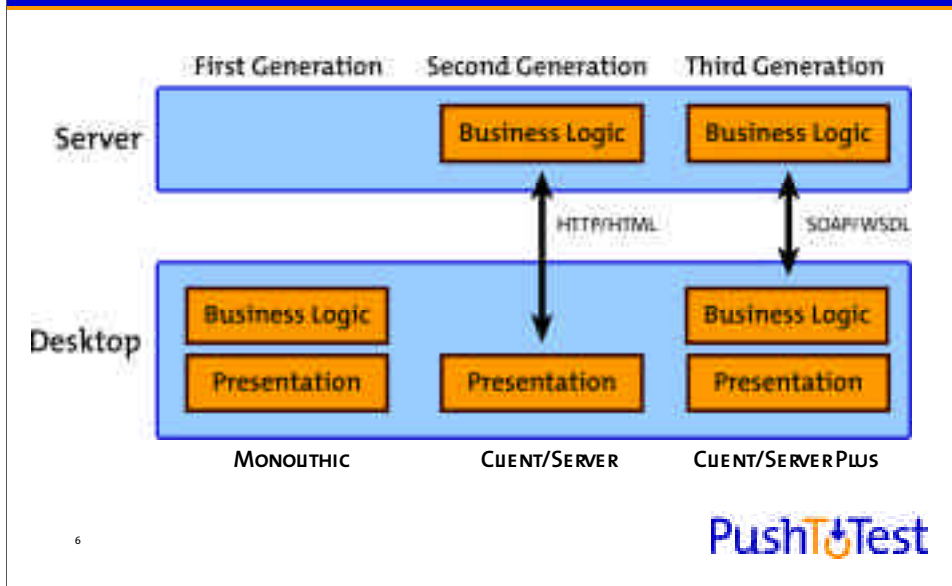 First Generation Second Generation Third Generation
Server
Business Logic Business Logic
HTTP/HTML SOAP/WSDL
Desktop
Business Logic Business Logic
Presentation Presentation Presentation
MONOLITHIC CLIENT/SERVER CLIENT/SERVER PLUS
6
PushToTest